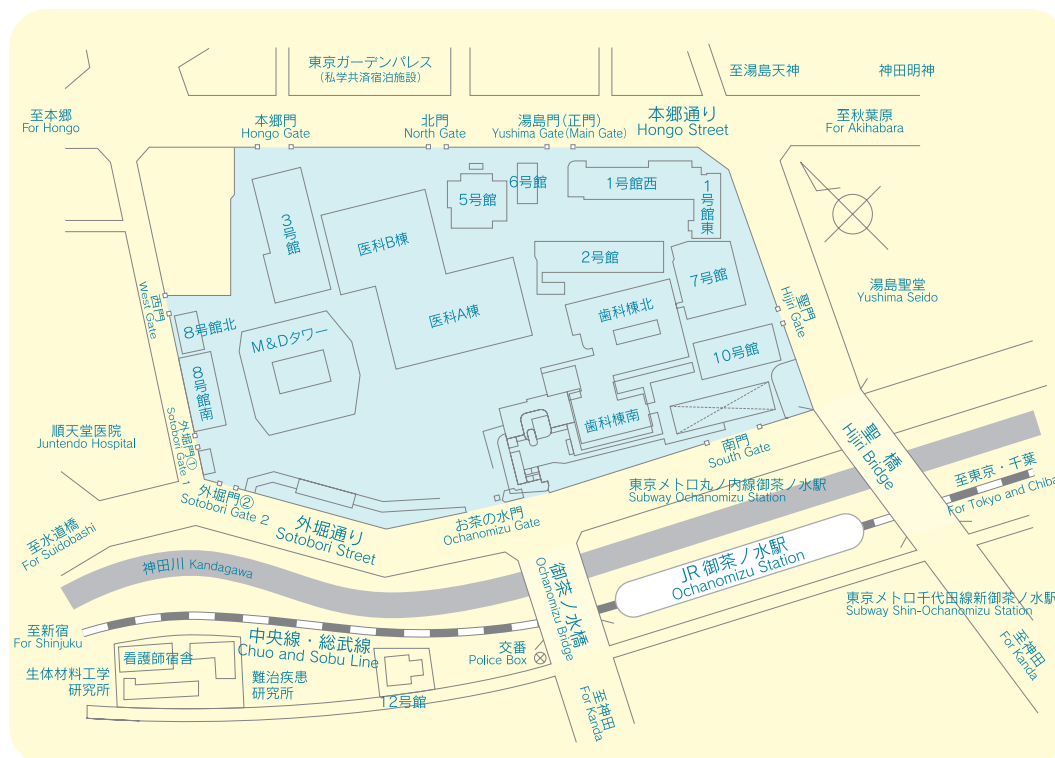 東京ガーデンパレス
(私学共済宿泊施設)
至湯島天神
神田明神
至本郷
For Hongo
本郷門
Hongo Gate
北門
North Gate
湯島門(正門)
Yushima Gate(Main Gate)
本郷通り
Hongo Street
至秋葉原
For Akihabara
3号館
医科B棟
5号館
6号館
1号館西
1号館東
2号館
7号館
医科A棟
歯科棟北
湯島聖堂
Yushima Seido
西門
West Gate
8号館北
M&Dタワー
聖門
Hijiri Gate
10号館
8号館南
歯科棟南
順天堂医院
Juntendo Hospital
外堀門①
Sotobori Gate 1
外堀門②
Sotobori Gate 2
外堀通り
Sotobori Street
お茶の水門
Ochanomizu Gate
南門
South Gate
聖橋
Hijiri Bridge
東京メトロ丸ノ内線御茶ノ水駅
Subway Ochanomizu Station
至東京・千葉
For Tokyo and Chiba
至水道橋
For Suidobashi
神田川 Kandagawa
御茶ノ水橋
Ochanomizu Bridge
JR 御茶ノ水駅
Ochanomizu Station
東京メトロ千代田線新御茶ノ水駅
Subway Shin-Ochanomizu Station
至新宿
For Shinjuku
中央線・総武線
Chuo and Sobu Line
交番
Police Box
至神田
For Kanda
看護師宿舎
生体材料工学
研究所
難治疾患
研究所
12号館
至神田
For Kanda